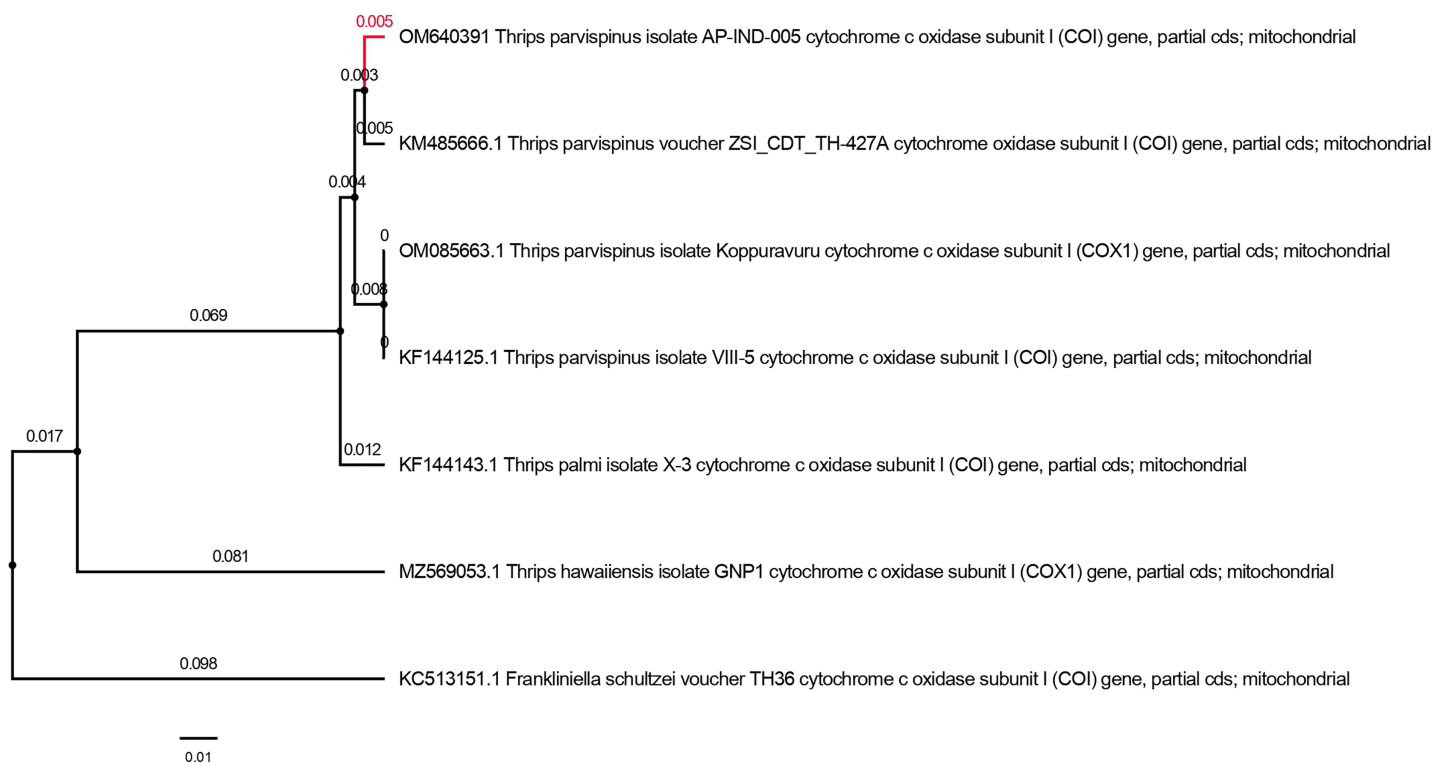 0.005
OM640391 Thrips parvispinus isolate AP-IND-005 cytochrome c oxidase subunit I (COI) gene, partial cds; mitochondrial
0.003
0.005
KM485666.1 Thrips parvispinus voucher ZSI_CDT_TH-427A cytochrome oxidase subunit I (COI) gene, partial cds; mitochondrial
0.004
0
OM085663.1 Thrips parvispinus isolate Koppuravuru cytochrome c oxidase subunit I (COX1) gene, partial cds; mitochondrial
0.008
0.069
0
KF144125.1 Thrips parvispinus isolate VIII-5 cytochrome c oxidase subunit I (COI) gene, partial cds; mitochondrial
0.017
0.012
KF144143.1 Thrips palmi isolate X-3 cytochrome c oxidase subunit I (COI) gene, partial cds; mitochondrial
0.081
MZ569053.1 Thrips hawaiiensis isolate GNP1 cytochrome c oxidase subunit I (COX1) gene, partial cds; mitochondrial
0.098
KC513151.1 Frankliniella schultzei voucher TH36 cytochrome c oxidase subunit I (COI) gene, partial cds; mitochondrial
0.01